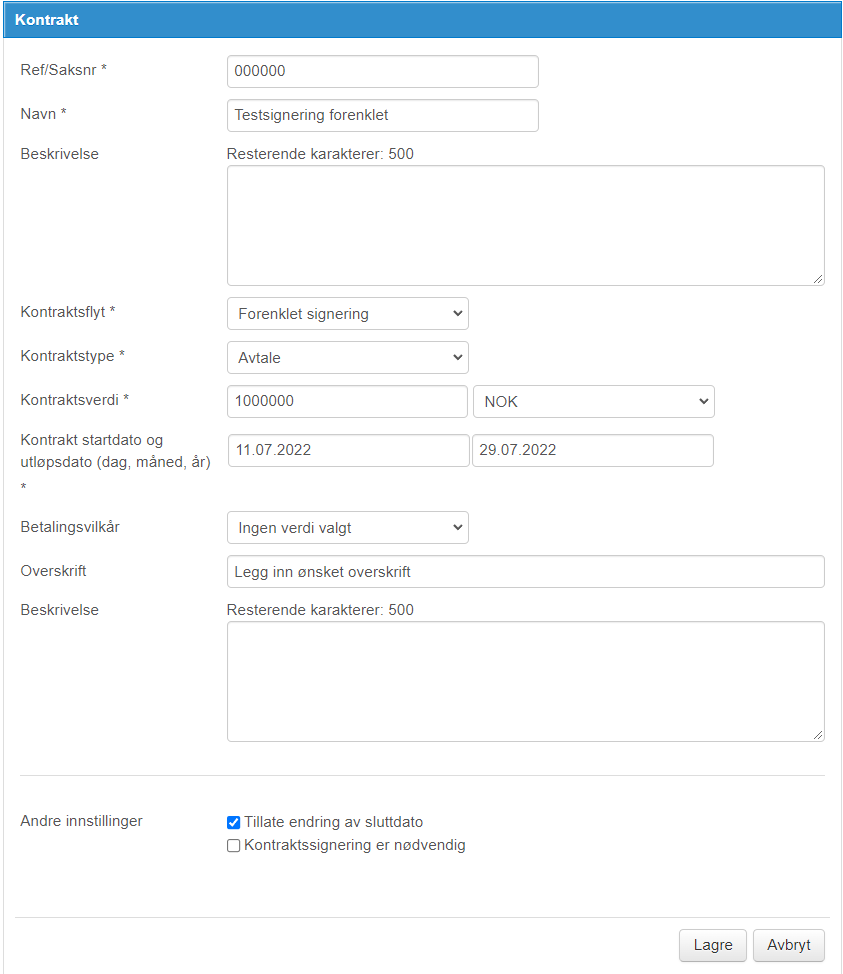 Kontrakt
Ref/Saksnr *
000000
Navn *
Testsignering forenklet
Beskrivelse
Resterende karakterer: 500
Kontraktsflyt *
Forenklet signering
Kontraktstype *
Avtale
Kontraktsverdi *
1000000
NOK
Kontrakt startdato og
utløpsdato (dag, måned, år)
*
11.07.2022
29.07.2022
Betalingsvilkår
Ingen verdi valgt
Overskrift
Legg inn ønsket overskrift
Beskrivelse
Resterende karakterer: 500
Andre innstillinger
Tillate endring av sluttdato
Kontraktssignering er nødvendig
Lagre
Avbryt